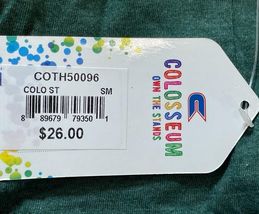 COTH50096
COLO ST SM
8 89679 79350 1
$26.00
COLOSSEUM
OWN THE STANDS